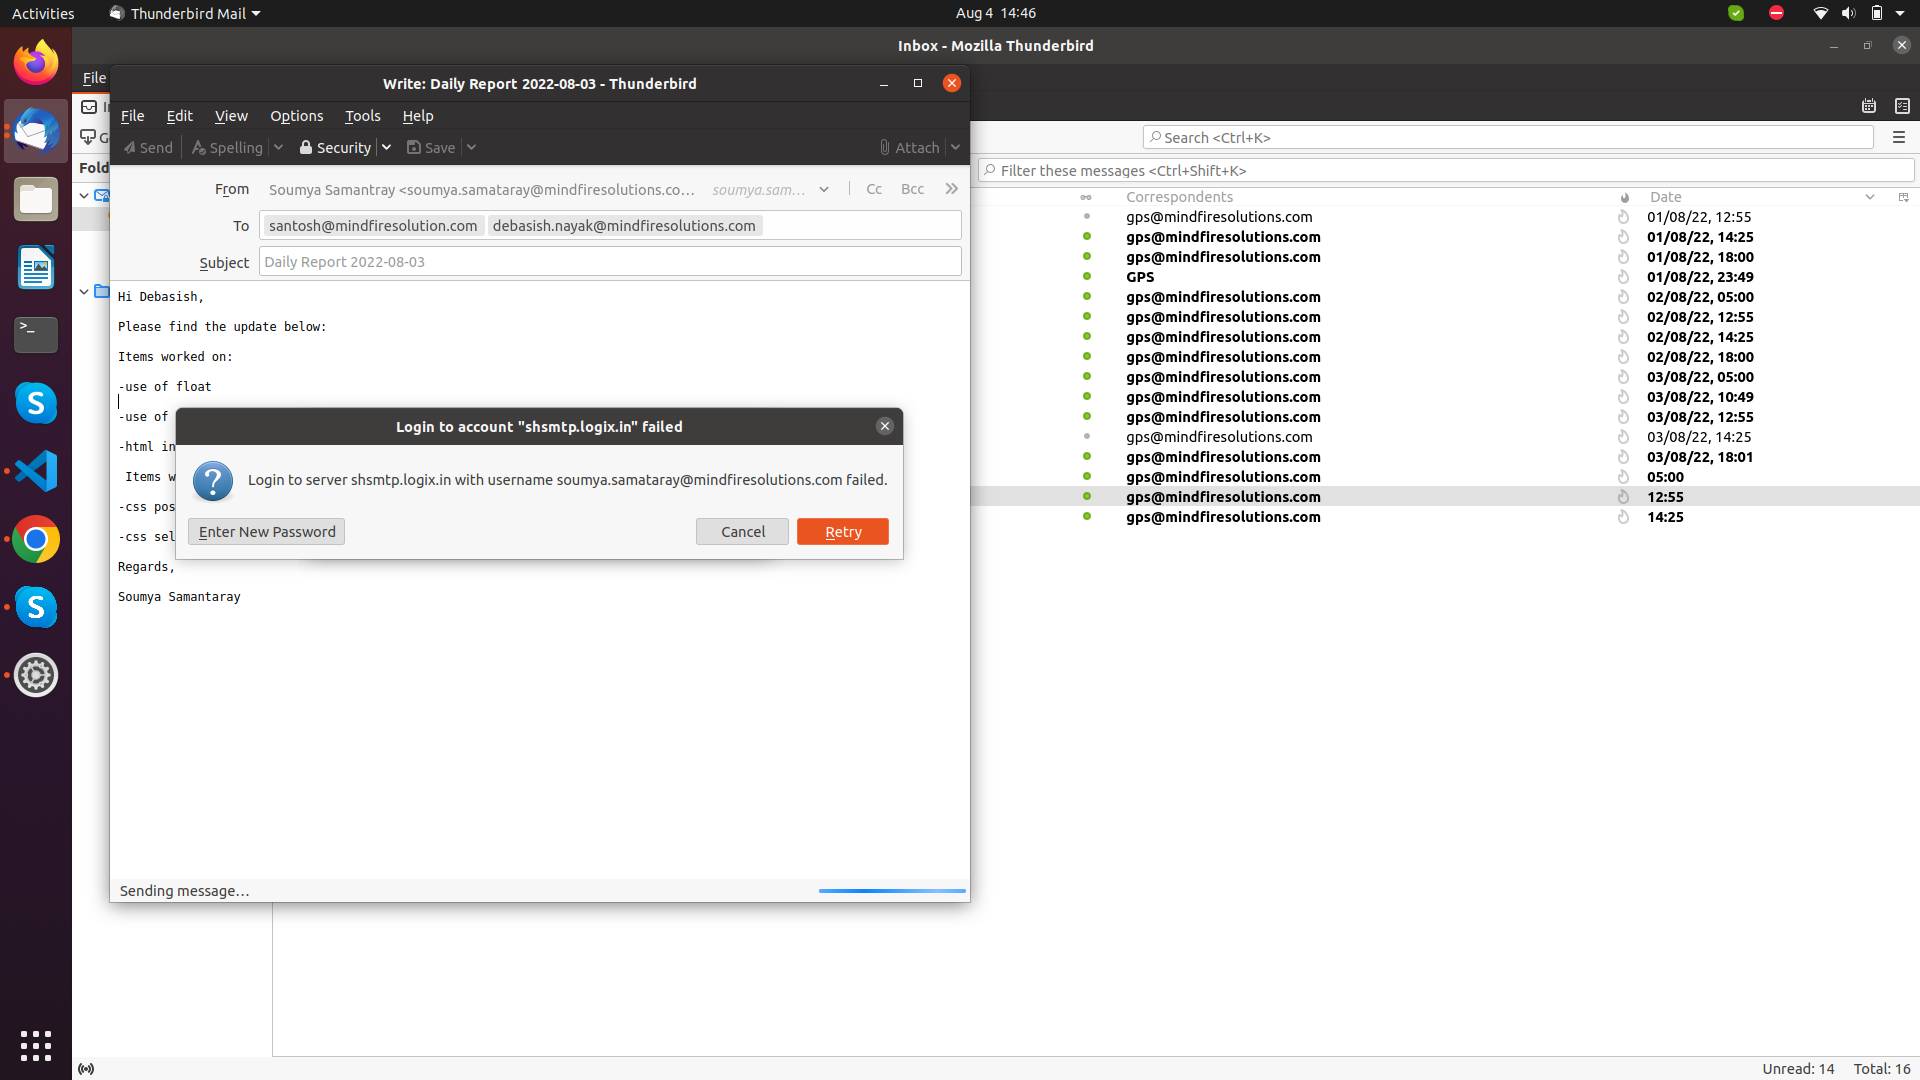 Activities
Thunderbird Mail
Aug 4 14:46
Inbox - Mozilla Thunderbird
File
Write: Daily Report 2022-08-03 - Thunderbird
File Edit View Options Tools Help
Send Spelling Security Save Attach
From Soumya Samantray <soumya.samataray@mindfiresolutions.co… soumya.sam… Cc Bcc
To santosh@mindfiresolution.com debasish.nayak@mindfiresolutions.com
Subject Daily Report 2022-08-03
Hi Debasish,
Please find the update below:
Items worked on:
-use of float
-use of
-html in
Items w
-css pos
-css sel
Regards,
Soumya Samantaray
Sending message…
Login to account "shsmtp.logix.in" failed
Login to server shsmtp.logix.in with username soumya.samataray@mindfiresolutions.com failed.
Enter New Password Cancel Retry
Fold
Search <Ctrl+K>
Filter these messages <Ctrl+Shift+K>
Correspondents Date
gps@mindfiresolutions.com 01/08/22, 12:55
gps@mindfiresolutions.com 01/08/22, 14:25
gps@mindfiresolutions.com 01/08/22, 18:00
GPS 01/08/22, 23:49
gps@mindfiresolutions.com 02/08/22, 05:00
gps@mindfiresolutions.com 02/08/22, 12:55
gps@mindfiresolutions.com 02/08/22, 14:25
gps@mindfiresolutions.com 02/08/22, 18:00
gps@mindfiresolutions.com 03/08/22, 05:00
gps@mindfiresolutions.com 03/08/22, 10:49
gps@mindfiresolutions.com 03/08/22, 12:55
gps@mindfiresolutions.com 03/08/22, 14:25
gps@mindfiresolutions.com 03/08/22, 18:01
gps@mindfiresolutions.com 05:00
gps@mindfiresolutions.com 12:55
gps@mindfiresolutions.com 14:25
Unread: 14 Total: 16